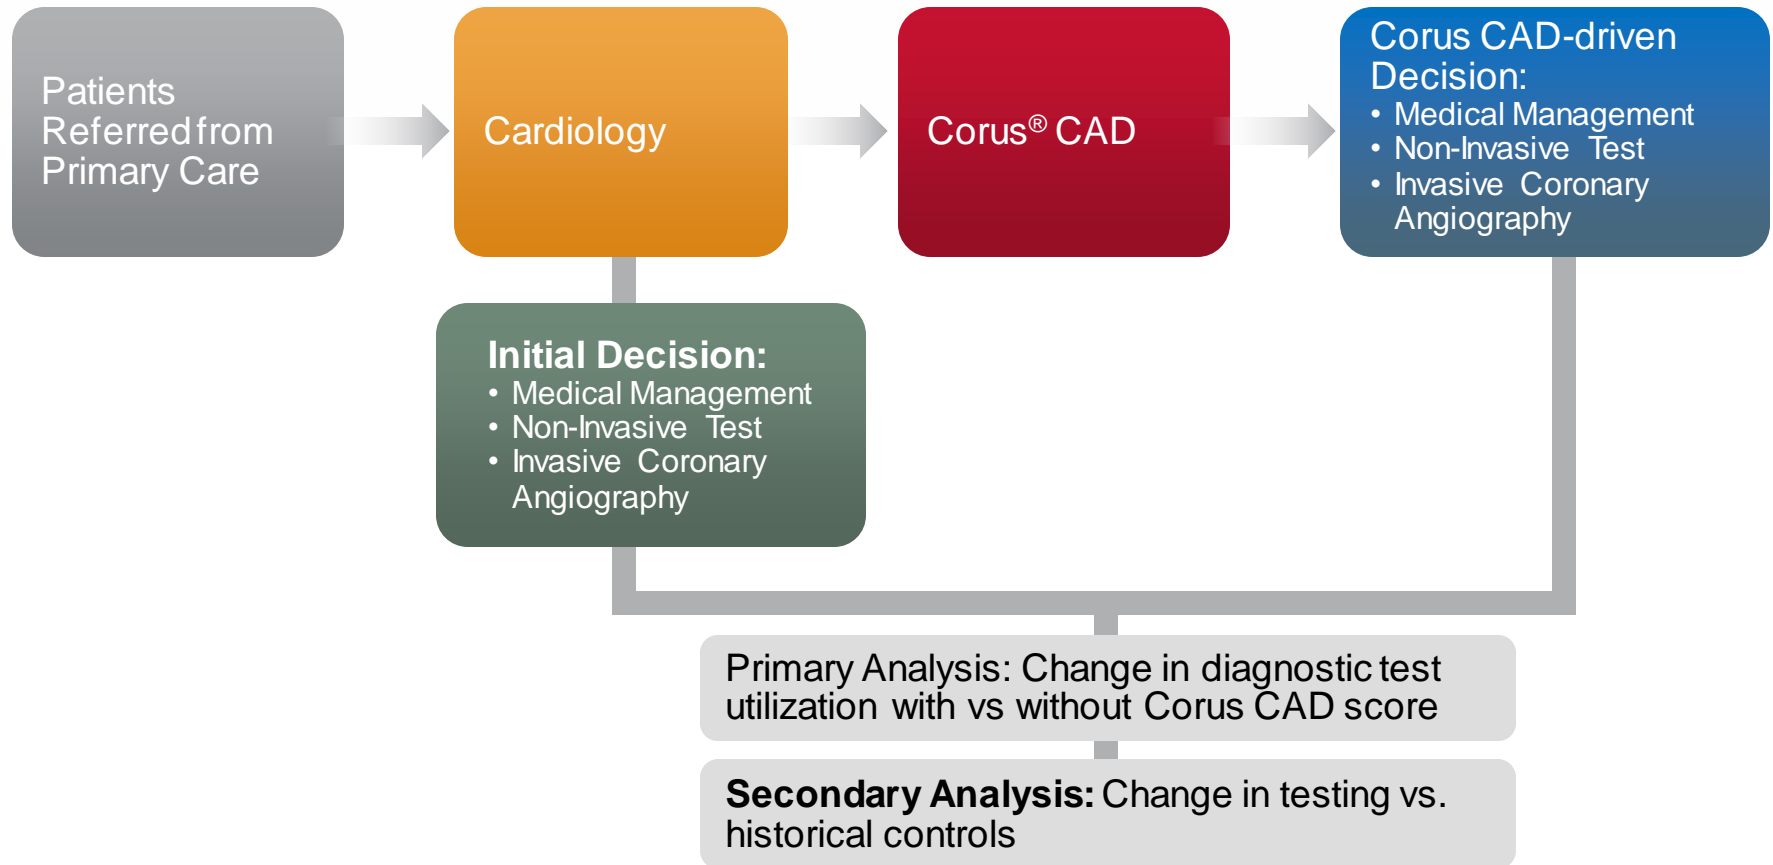 Patients
Referred from
Primary Care
Cardiology
Corus® CAD
Corus CAD-driven
Decision:
• Medical Management
• Non-Invasive Test
• Invasive Coronary
Angiography
Initial Decision:
• Medical Management
• Non-Invasive Test
• Invasive Coronary
Angiography
Primary Analysis: Change in diagnostic test
utilization with vs without Corus CAD score
Secondary Analysis: Change in testing vs.
historical controls